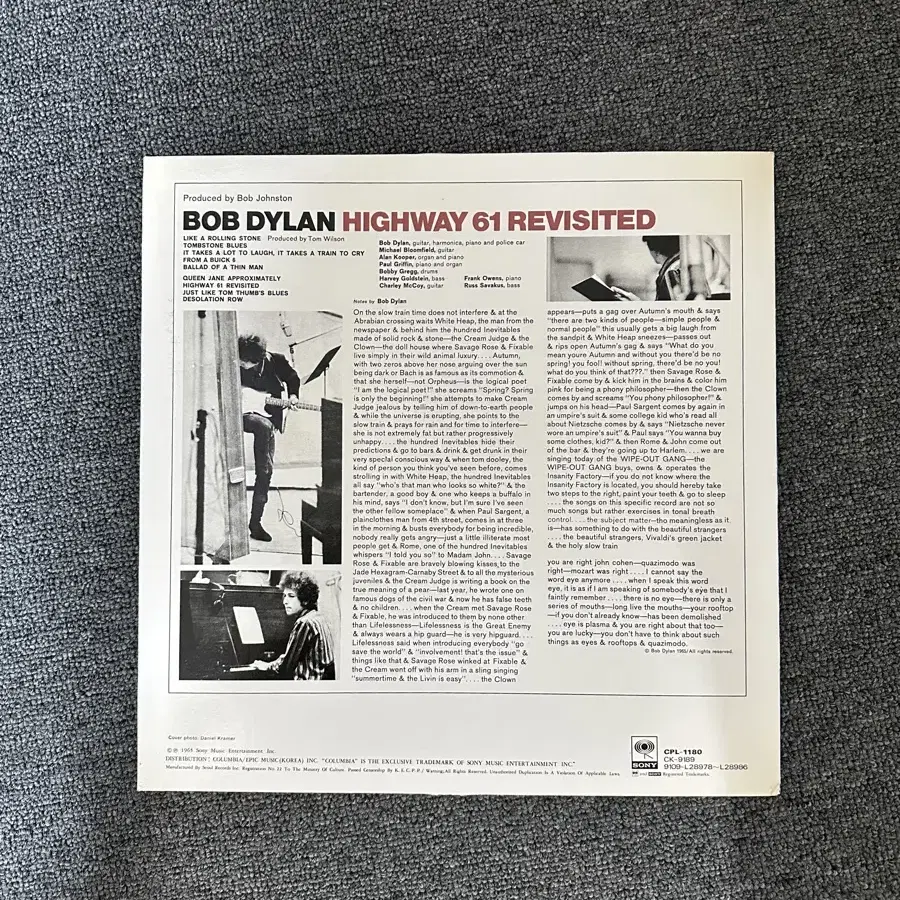 Produced by Bob Johnston
BOB DYLAN HIGHWAY 61 REVISITED
LIKE A ROLLING STONE Produced by Tom Wilson
TOMBSTONE BLUES
IT TAKES A LOT TO LAUGH, IT TAKES A TRAIN TO CRY
FROM A BUICK 6
BALLAD OF A THIN MAN
QUEEN JANE APPROXIMATELY
HIGHWAY 61 REVISITED
JUST LIKE TOM THUMB'S BLUES
DESOLATION ROW
Bob Dylan, guitar, harmonica, piano and police car
Michael Bloomfield, guitar
Alan Kooper, organ and piano
Paul Griffin, piano and organ
Bobby Gregg, drums
Harvey Goldstein, bass
Charley McCoy, guitar
Frank Owens, piano
Russ Savakus, bass
Notes by Bob Dylan
On the slow train time does not interfere & at the
Abrabian crossing waits White Heap, the man from the
newspaper & behind him the hundred Inevitables
made of solid rock & stone—the Cream Judge & the
Clown—the doll house where Savage Rose & Fixable
live simply in their wild animal luxury.... Autumn,
with two zeros above her nose arguing over the sun
being dark or Bach is as famous as its commotion &
that she herself—not Orpheus—is the logical poet
"I am the logical poet!" she screams "Spring? Spring
is only the beginning!" she attempts to make Cream
Judge jealous by telling him of down-to-earth people
& while the universe is erupting, she points to the
slow train & prays for rain and for time to interfere—
she is not extremely fat but rather progressively
unhappy.... the hundred Inevitables hide their
predictions & go to bars & drink & get drunk in their
very special conscious way & when tom dooley, the
kind of person you think you've seen before, comes
strolling in with White Heap, the hundred Inevitables
all say "who's that man who looks so white?" & the
bartender, a good boy & one who keeps a buffalo in
his mind, says "I don't know, but I'm sure I've seen
the other fellow someplace" & when Paul Sargent, a
plainclothes man from 4th street, comes in at three
in the morning & busts everybody for being incredible,
nobody really gets angry—just a little illiterate most
people get & Rome, one of the hundred Inevitables
whispers "I told you so" to Madam John.... Savage
Rose & Fixable are bravely blowing kisses to the
Jade Hexagram-Carnaby Street & to all the mysterious
juveniles & the Cream Judge is writing a book on the
true meaning of a pear—last year, he wrote one on
famous dogs of the civil war & now he has false teeth
& no children.... when the Cream met Savage Rose
& Fixable, he was introduced to them by none other
than Lifelessness—Lifelessness is the Great Enemy
& always wears a hip guard—he is very hipguard....
Lifelessness said when introducing everybody "go
save the world" & "involvement! that's the issue" &
things like that & Savage Rose winked at Fixable &
the Cream went off with his arm in a sling singing
"summertime & the Livin is easy".... the Clown
appears—puts a gag over Autumn's mouth & says
"there are two kinds of people—simple people &
normal people" this usually gets a big laugh from
the sandpit & White Heap sneezes—passes out
& rips open Autumn's gag & says "What do you
mean youre Autumn and without you there'd be no
spring! you fool! without spring, there'd be no you!
what do you think of that???." then Savage Rose &
Fixable come by & kick him in the brains & color him
pink for being a phony philosopher—then the Clown
comes by and screams "You phony philosopher!" &
jumps on his head—Paul Sargent comes by again in
an umpire's suit & some college kid who's read all
about Nietzsche comes by & says "Nietzsche never
wore an umpire's suit" & Paul says "You wanna buy
some clothes, kid?" & then Rome & John come out
of the bar & they're going up to Harlem.... we are
singing today of the WIPE-OUT GANG—the
WIPE-OUT GANG buys, owns & operates the
Insanity Factory—if you do not know where the
Insanity Factory is located, you should hereby take
two steps to the right, paint your teeth & go to sleep
.... the songs on this specific record are not so
much songs but rather exercises in tonal breath
control.... the subject matter—tho meaningless as it.
is—has something to do with the beautiful strangers
.... the beautiful strangers, Vivaldi's green jacket
& the holy slow train
you are right john cohen—quazimodo was
right—mozart was right.... I cannot say the
word eye anymore.... when I speak this word
eye, it is as if I am speaking of somebody's eye that I
faintly remember.... there is no eye—there is only a
series of mouths—long live the mouths—your rooftop
—if you don't already know—has been demolished
.... eye is plasma & you are right about that too—
you are lucky—you don't have to think about such
things as eyes & rooftops & quazimodo.
© Bob Dylan 1965/All rights reserved.
Cover photo: Daniel Kramer
©℗ 1965 Sony Music Entertainment Inc.
DISTRIBUTION: COLUMBIA/EPIC MUSIC(KOREA) INC. "COLUMBIA" IS THE EXCLUSIVE TRADEMARK OF SONY MUSIC ENTERTAINMENT INC.
SONY
CPL-1180
CK-9189
9109-L28978~L28986
Registered Trademarks.